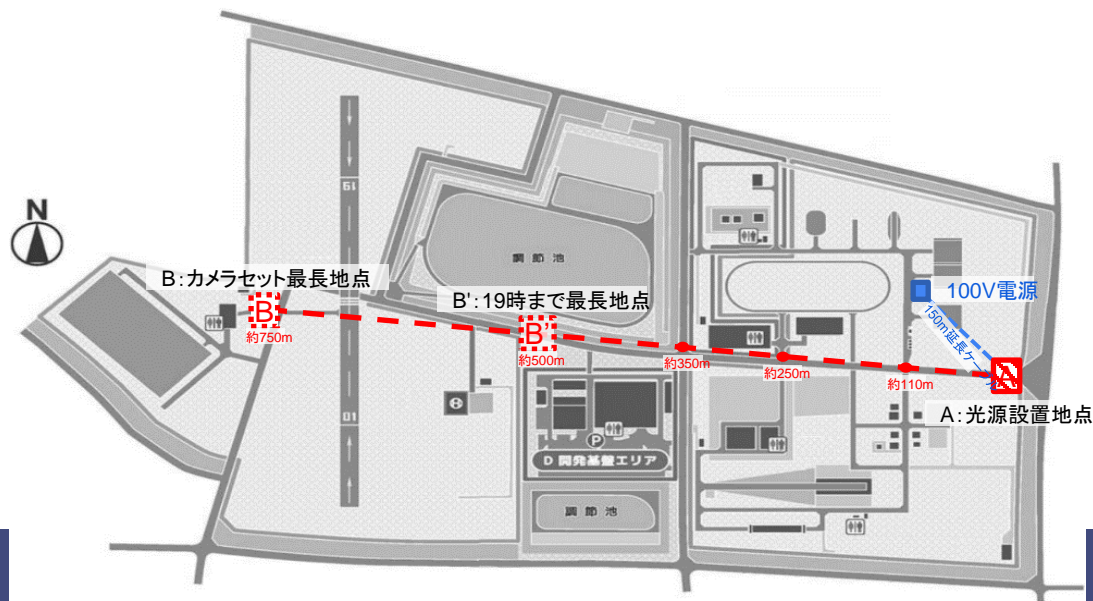 N
19
調節池
B:カメラセット最長地点
B':19時まで最長地点
100V電源
B
B'
150m延長ケーブル
約750m
約500m
約350m
約250m
約110m
A
A:光源設置地点
01
P
D 開発基盤エリア
調節池